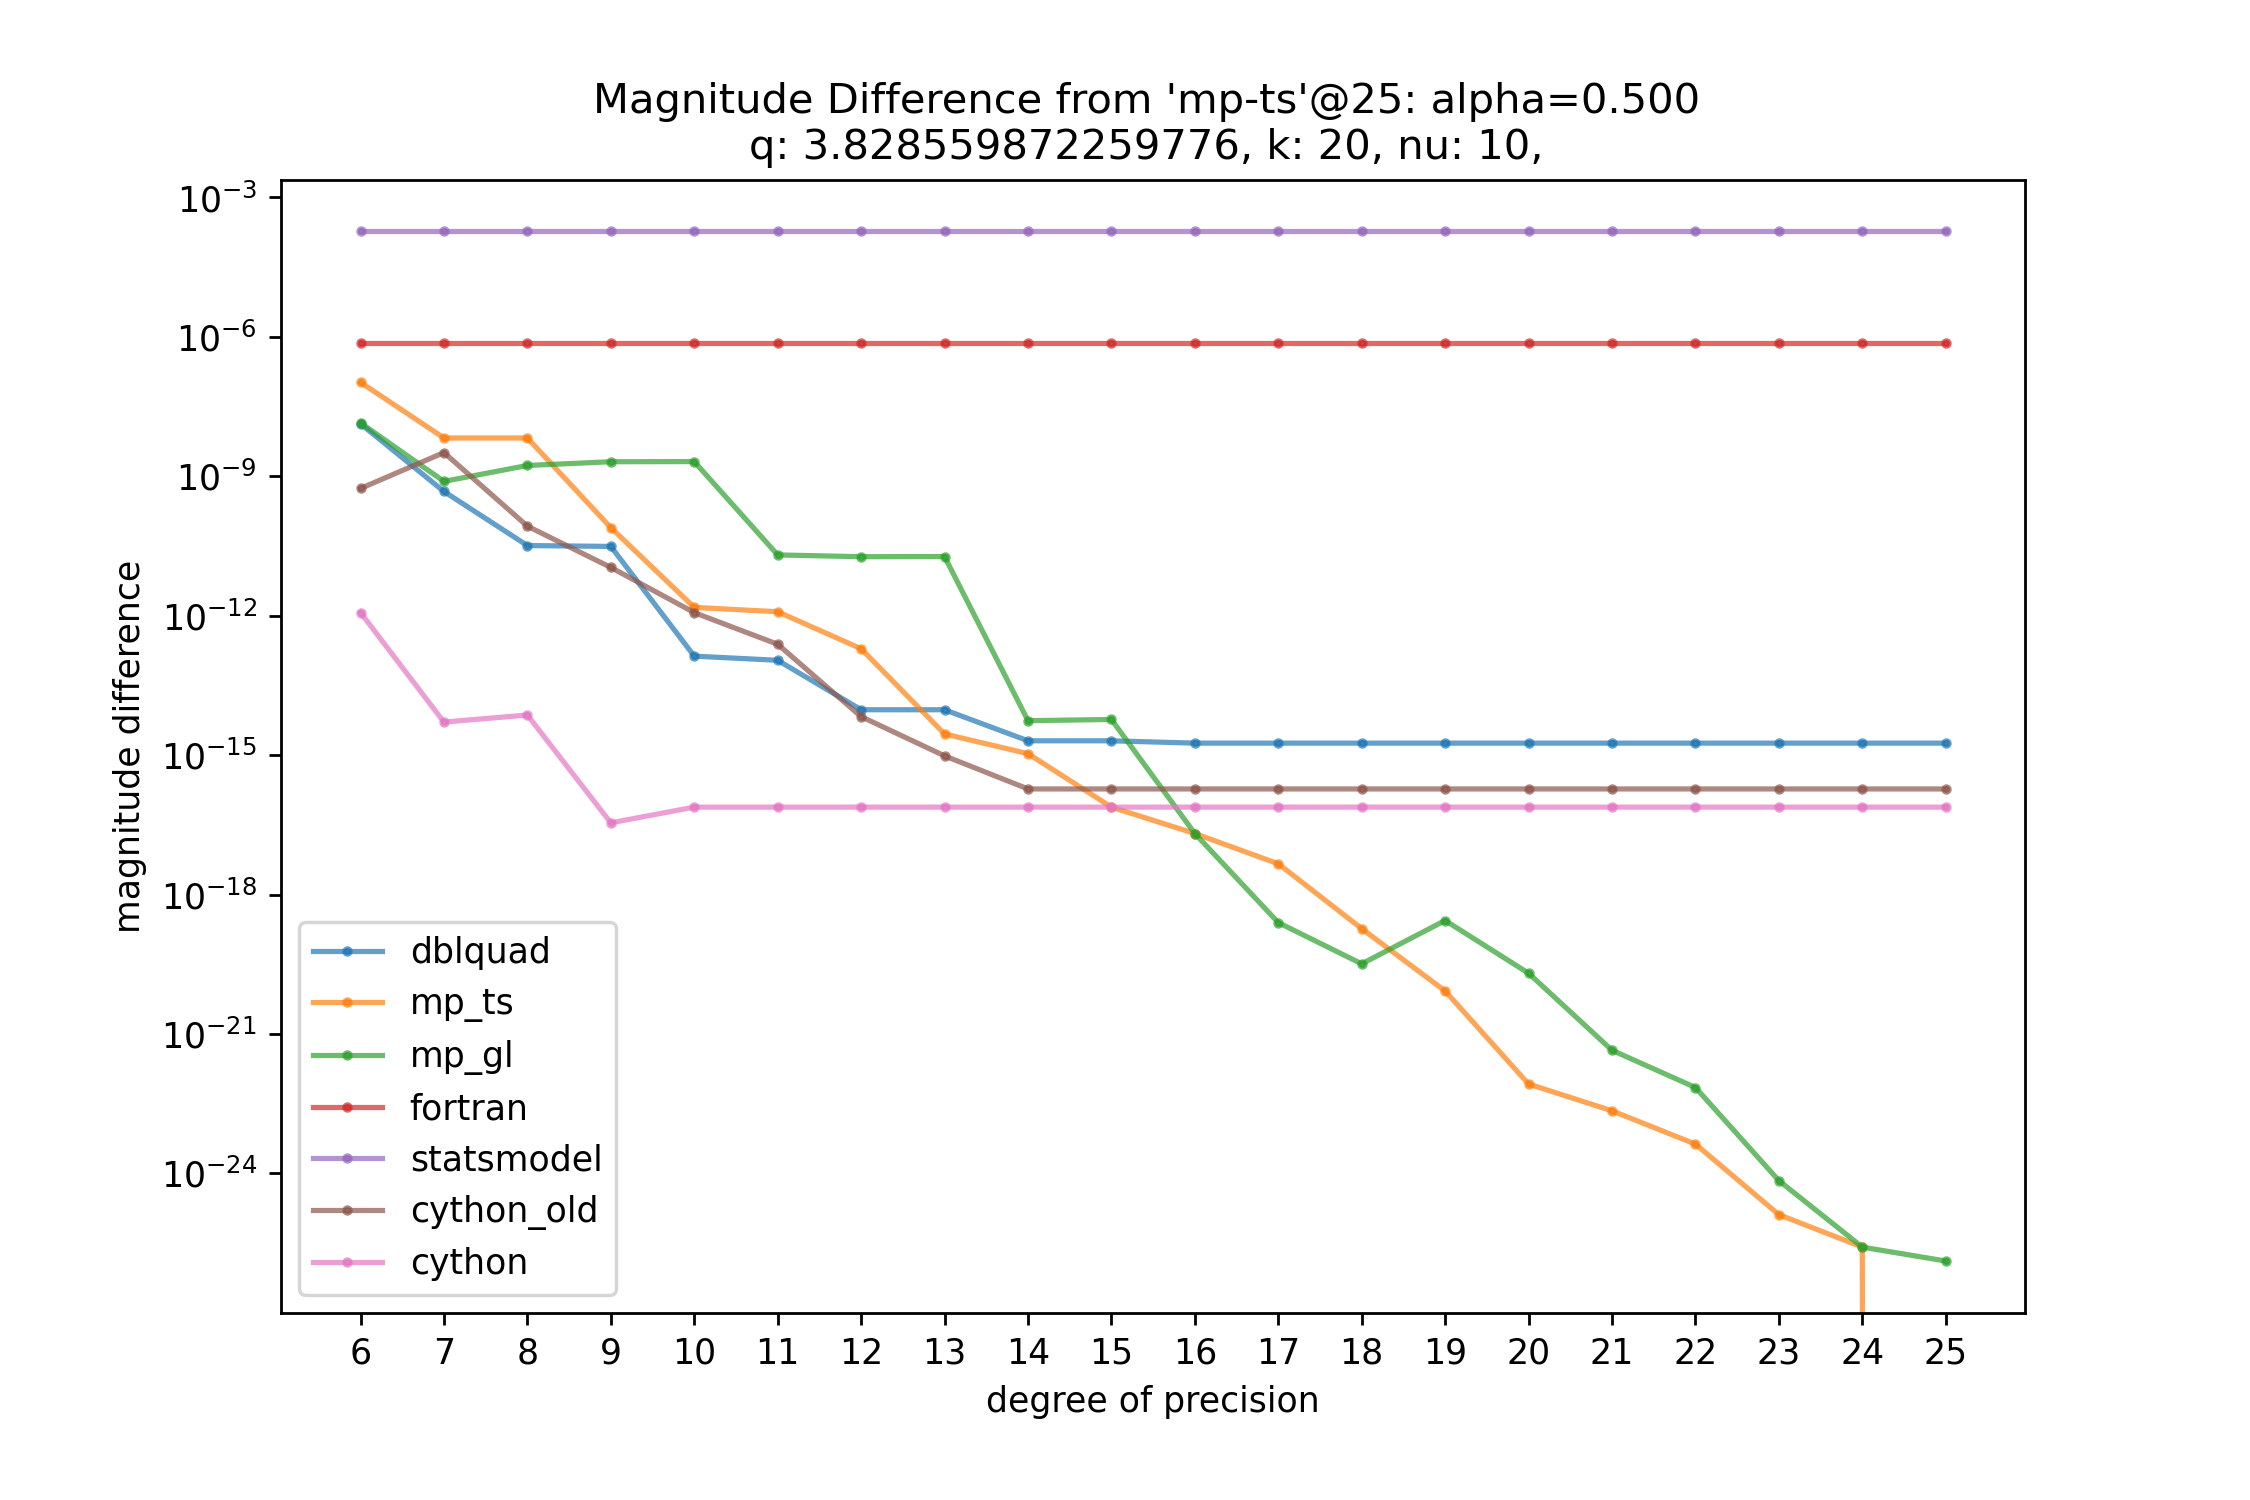 Magnitude Difference from 'mp-ts'@25: alpha=0.500
q: 3.828559872259776, k: 20, nu: 10,
magnitude difference
10⁻³
10⁻⁶
10⁻⁹
10⁻¹²
10⁻¹⁵
10⁻¹⁸
10⁻²¹
10⁻²⁴
dblquad
mp_ts
mp_gl
fortran
statsmodel
cython_old
cython
6 7 8 9 10 11 12 13 14 15 16 17 18 19 20 21 22 23 24 25
degree of precision